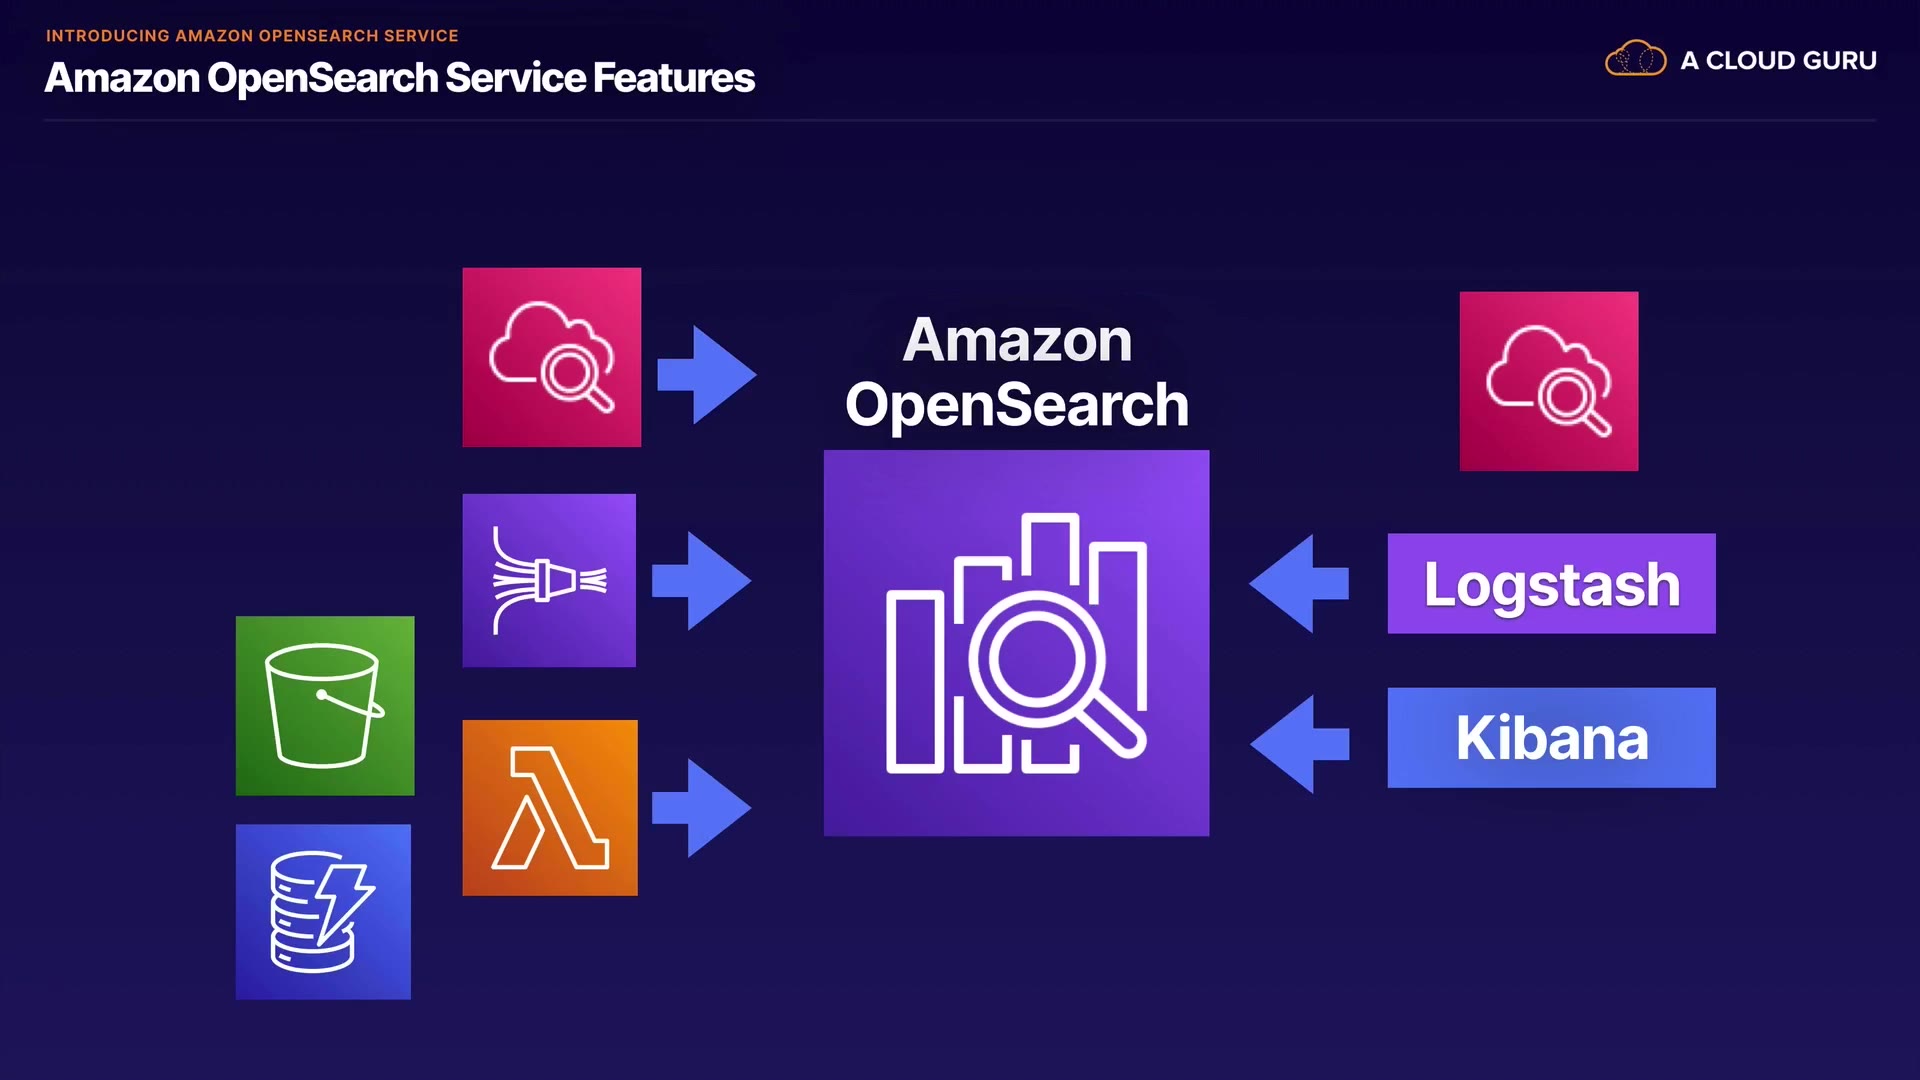 INTRODUCING AMAZON OPENSEARCH SERVICE
Amazon OpenSearch Service Features
A CLOUD GURU
Amazon
OpenSearch
Logstash
Kibana